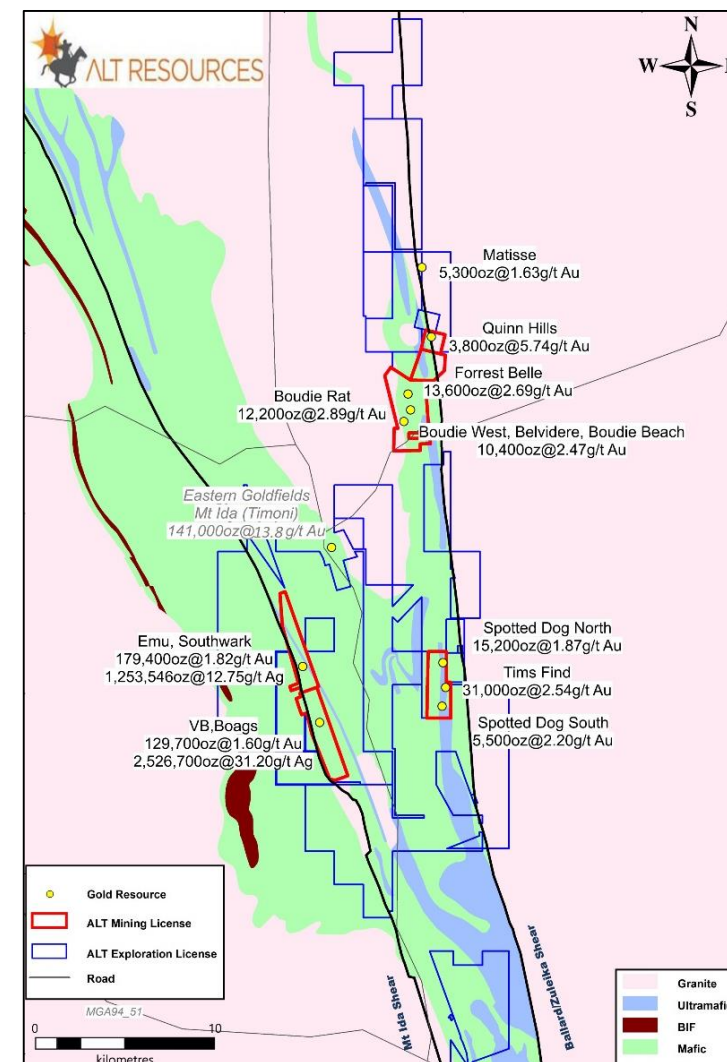 ALT RESOURCES
N
W
S
Matisse
5,300oz@1.63g/t Au
Quinn Hills
3,800oz@5.74g/t Au
Forrest Belle
13,600oz@2.69g/t Au
Boudie Rat
12,200oz@2.89g/t Au
Boudie West, Belvidere, Boudie Beach
10,400oz@2.47g/t Au
Eastern Goldfields
Mt Ida (Timoni)
141,000oz@13.8g/t Au
Emu, Southwark
179,400oz@1.82g/t Au
1,253,546oz@12.75g/t Ag
Spotted Dog North
15,200oz@1.87g/t Au
Tims Find
31,000oz@2.54g/t Au
Spotted Dog South
5,500oz@2.20g/t Au
VB,Boags
129,700oz@1.60g/t Au
2,526,700oz@31.20g/t Ag
Gold Resource
ALT Mining License
ALT Exploration License
Road
MGA94_51
0 10
kilometres
Mt Ida Shear
Ballard/Zuleika Shear
Granite
Ultramafic
BIF
Mafic